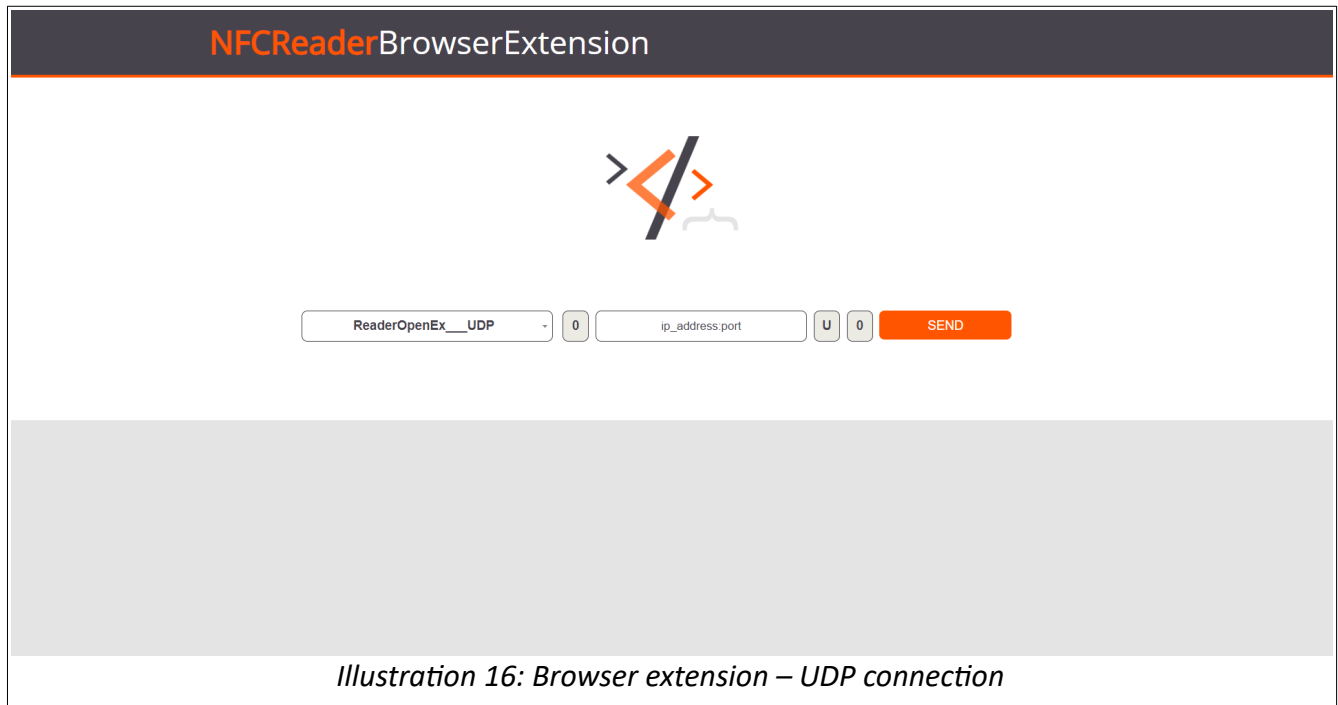 NFCReaderBrowserExtension
ReaderOpenEx___UDP 0 ip_address:port U 0 SEND
Illustration 16: Browser extension – UDP connection